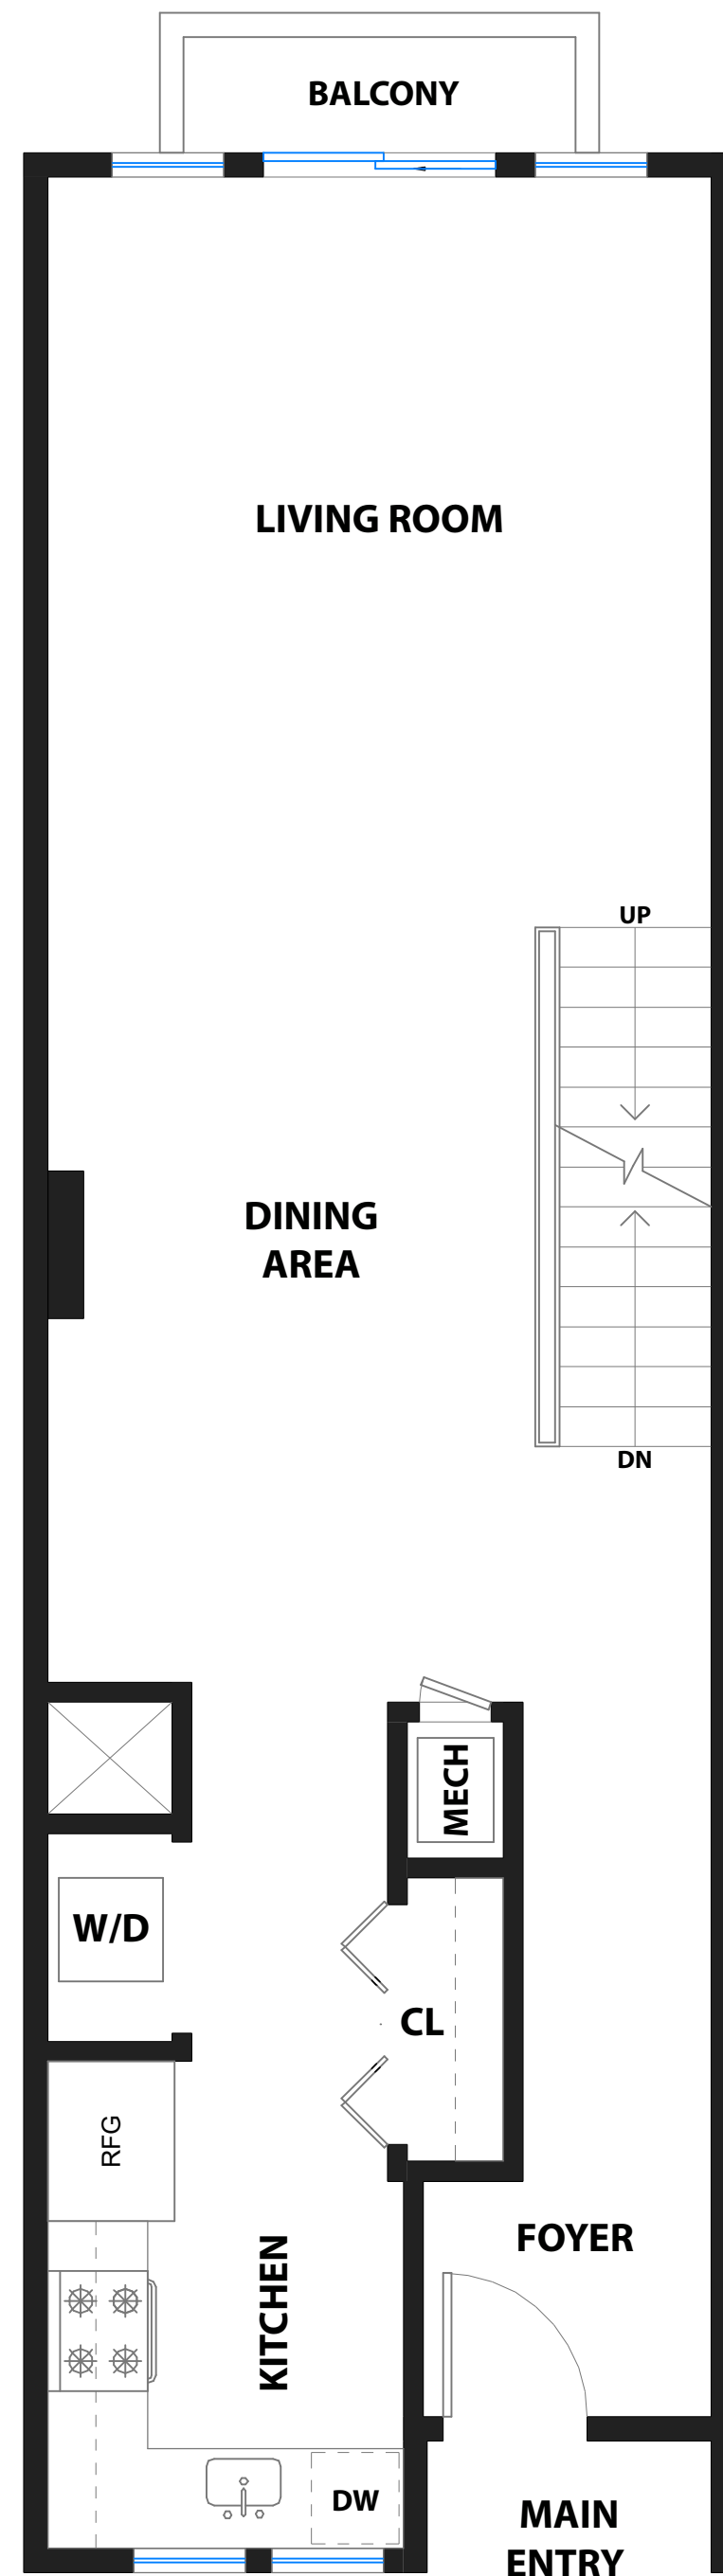 BALCONY
LIVING ROOM
UP
DINING
AREA
DN
MECH
W/D
CL
RFG
FOYER
KITCHEN
DW
MAIN
ENTRY